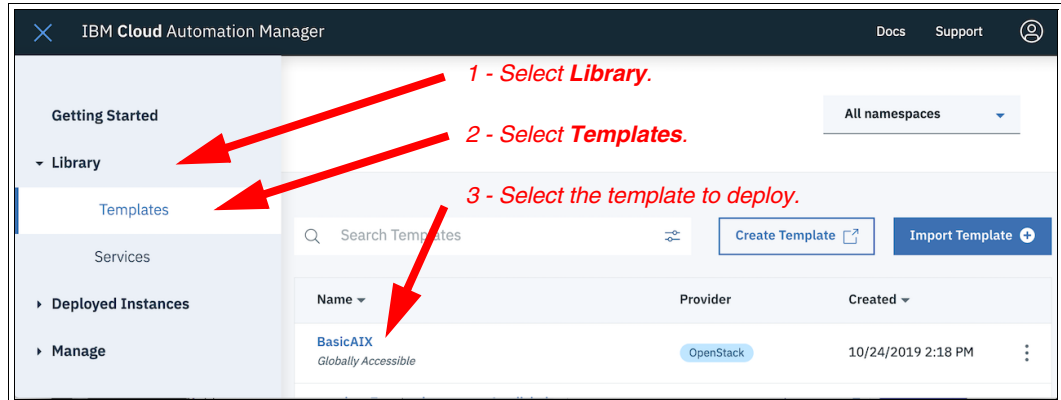 IBM Cloud Automation Manager
Docs
Support
1 - Select Library.
Getting Started
All namespaces
2 - Select Templates.
Library
3 - Select the template to deploy.
Templates
Search Templates
Create Template
Import Template
Services
Name
Provider
Created
Deployed Instances
BasicAIX
OpenStack
10/24/2019 2:18 PM
Globally Accessible
Manage